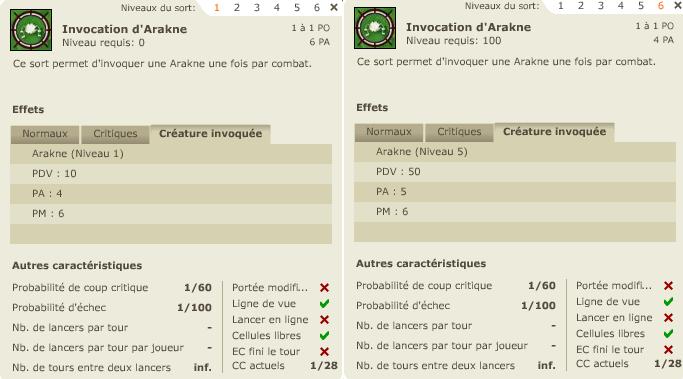 Niveaux du sort: 1 2 3 4 5 6 ×
Invocation d'Arakne 1 à 1 PO
Niveau requis: 0 6 PA
Ce sort permet d'invoquer une Arakne une fois par combat.
Effets
Normaux Critiques Créature invoquée
Arakne (Niveau 1)
PDV : 10
PA : 4
PM : 6
Autres caractéristiques
Probabilité de coup critique 1/60
Probabilité d'échec 1/100
Nb. de lancers par tour -
Nb. de lancers par tour par joueur -
Nb. de tours entre deux lancers inf.
Portée modifi...
Ligne de vue
Lancer en ligne
Cellules libres
EC fini le tour
CC actuels 1/28
Niveaux du sort: 1 2 3 4 5 6 ×
Invocation d'Arakne 1 à 1 PO
Niveau requis: 100 4 PA
Ce sort permet d'invoquer une Arakne une fois par combat.
Effets
Normaux Critiques Créature invoquée
Arakne (Niveau 5)
PDV : 50
PA : 5
PM : 6
Autres caractéristiques
Probabilité de coup critique 1/60
Probabilité d'échec 1/100
Nb. de lancers par tour -
Nb. de lancers par tour par joueur -
Nb. de tours entre deux lancers inf.
Portée modifi...
Ligne de vue
Lancer en ligne
Cellules libres
EC fini le tour
CC actuels 1/28